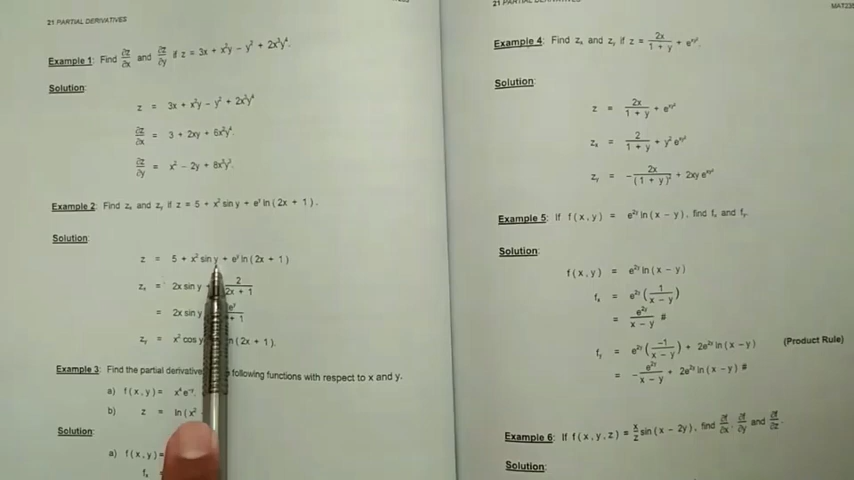 21 PARTIAL DERIVATIVES
Example 1: Find ∂z/∂x and ∂z/∂y if z = 3x + x²y – y² + 2x³y⁴.
Solution:
z = 3x + x²y – y² + 2x³y⁴
∂z/∂x = 3 + 2xy + 6x²y⁴.
∂z/∂y = x² – 2y + 8x³y³.
Example 2: Find zₓ and z_y if z = 5 + x² sin y + e^y ln ( 2x + 1 ).
Solution:
z = 5 + x² sin y + e^y ln ( 2x + 1 )
zₓ = 2x sin y 2/2x + 1
= 2x sin y
z_y = x² cos y ( 2x + 1 ).
Example 3: Find the partial derivative following functions with respect to x and y.
a) f ( x , y ) = x⁴ e
b) z = ln ( x²
Solution:
a) f ( x , y ) =
fₓ
21 PARTIAL DERIVATIVES
Example 4: Find zₓ and z_y if z = 2x/1 + y + e^xy².
Solution:
z = 2x/1 + y + e^xy²
zₓ = 2/1 + y + y² e^xy²
z_y = – 2x/( 1 + y )² + 2xy e^xy²
Example 5: If f ( x , y ) = e^2y ln ( x – y ), find fₓ and f_y.
Solution:
f ( x , y ) = e^2y ln ( x – y )
fₓ = e^2y ( 1/x – y )
= e^2y/x – y #
f_y = e^2y ( –1/x – y ) + 2e^2y ln ( x – y ) (Product Rule)
= – e^2y/x – y + 2e^2y ln ( x – y ) #
Example 6: If f ( x , y , z ) = x/z sin ( x – 2y ), find ∂f/∂x, ∂f/∂y and ∂f/∂z.
Solution: